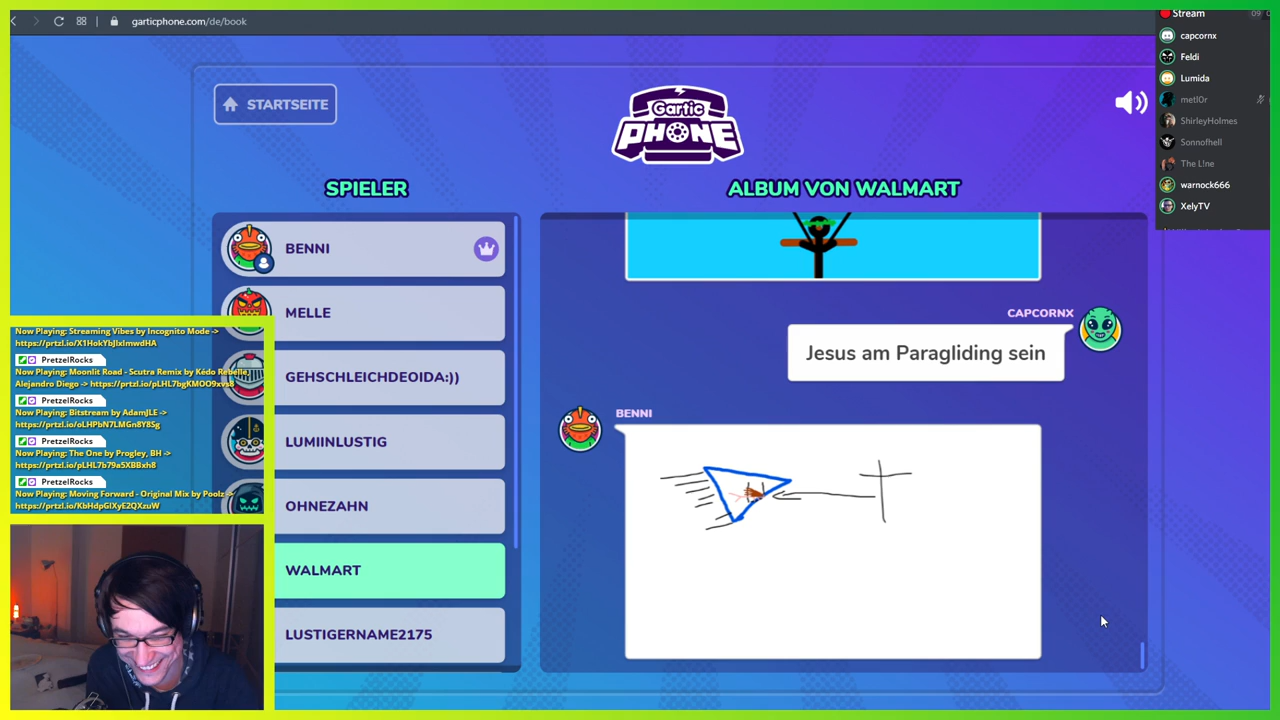 garticphone.com/de/book
STARTSEITE
Gartic
PHONE
SPIELER
ALBUM VON WALMART
BENNI
MELLE
GEHSCHLEICHDEOIDA:))
LUMIINLUSTIG
OHNEZAHN
WALMART
LUSTIGERNAME2175
CAPCORNX
Jesus am Paragliding sein
BENNI
Stream
09
capcornx
Feldi
Lumida
metl0r
ShirleyHolmes
Sonnofhell
The L!ne
warnock666
XelyTV
Now Playing: Streaming Vibes by Incognito Mode ->
https://prtzl.io/X1HokYbJlxlmwdHA
PretzelRocks
Now Playing: Moonlit Road - Scutra Remix by Kédo Rebelle,
Alejandro Diego -> https://prtzl.io/pLHL7bgKMOO9xvs8
PretzelRocks
Now Playing: Bitstream by AdamJLE ->
https://prtzl.io/oLHPbN7LMGn8Y8Sg
PretzelRocks
Now Playing: The One by Progley, BH ->
https://prtzl.io/pLHL7b79a5XBBxh8
PretzelRocks
Now Playing: Moving Forward - Original Mix by Poolz ->
https://prtzl.io/KbHdpGlXyE2QXzuW